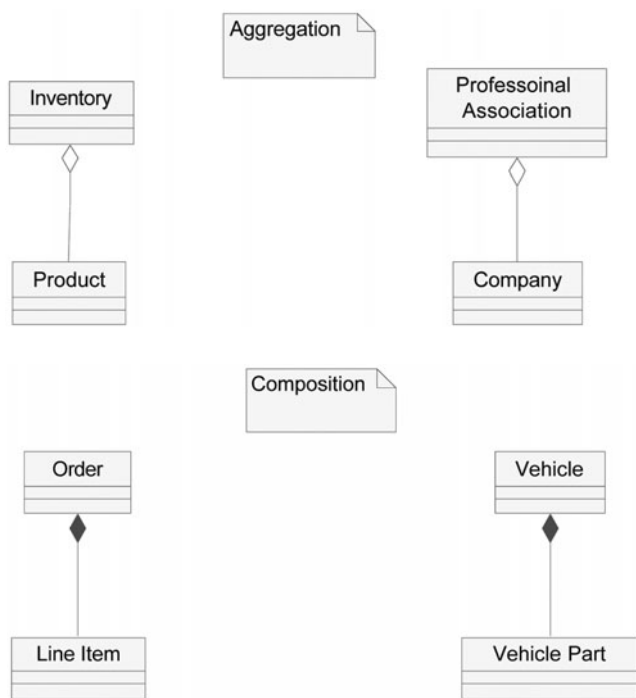 Aggregation
Inventory
Professoinal
Association
Product
Company
Composition
Order
Vehicle
Line Item
Vehicle Part